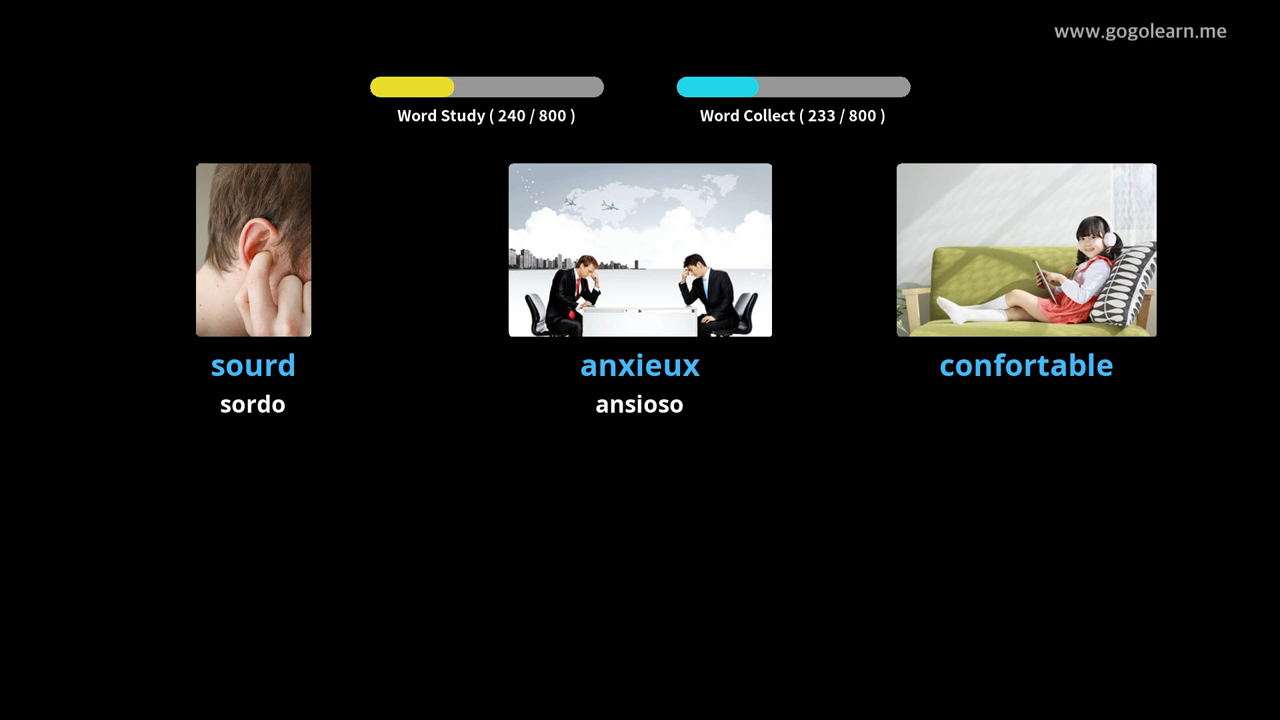 www.gogolearn.me
Word Study ( 240 / 800 )
Word Collect ( 233 / 800 )
sourd
anxieux
confortable
sordo
ansioso